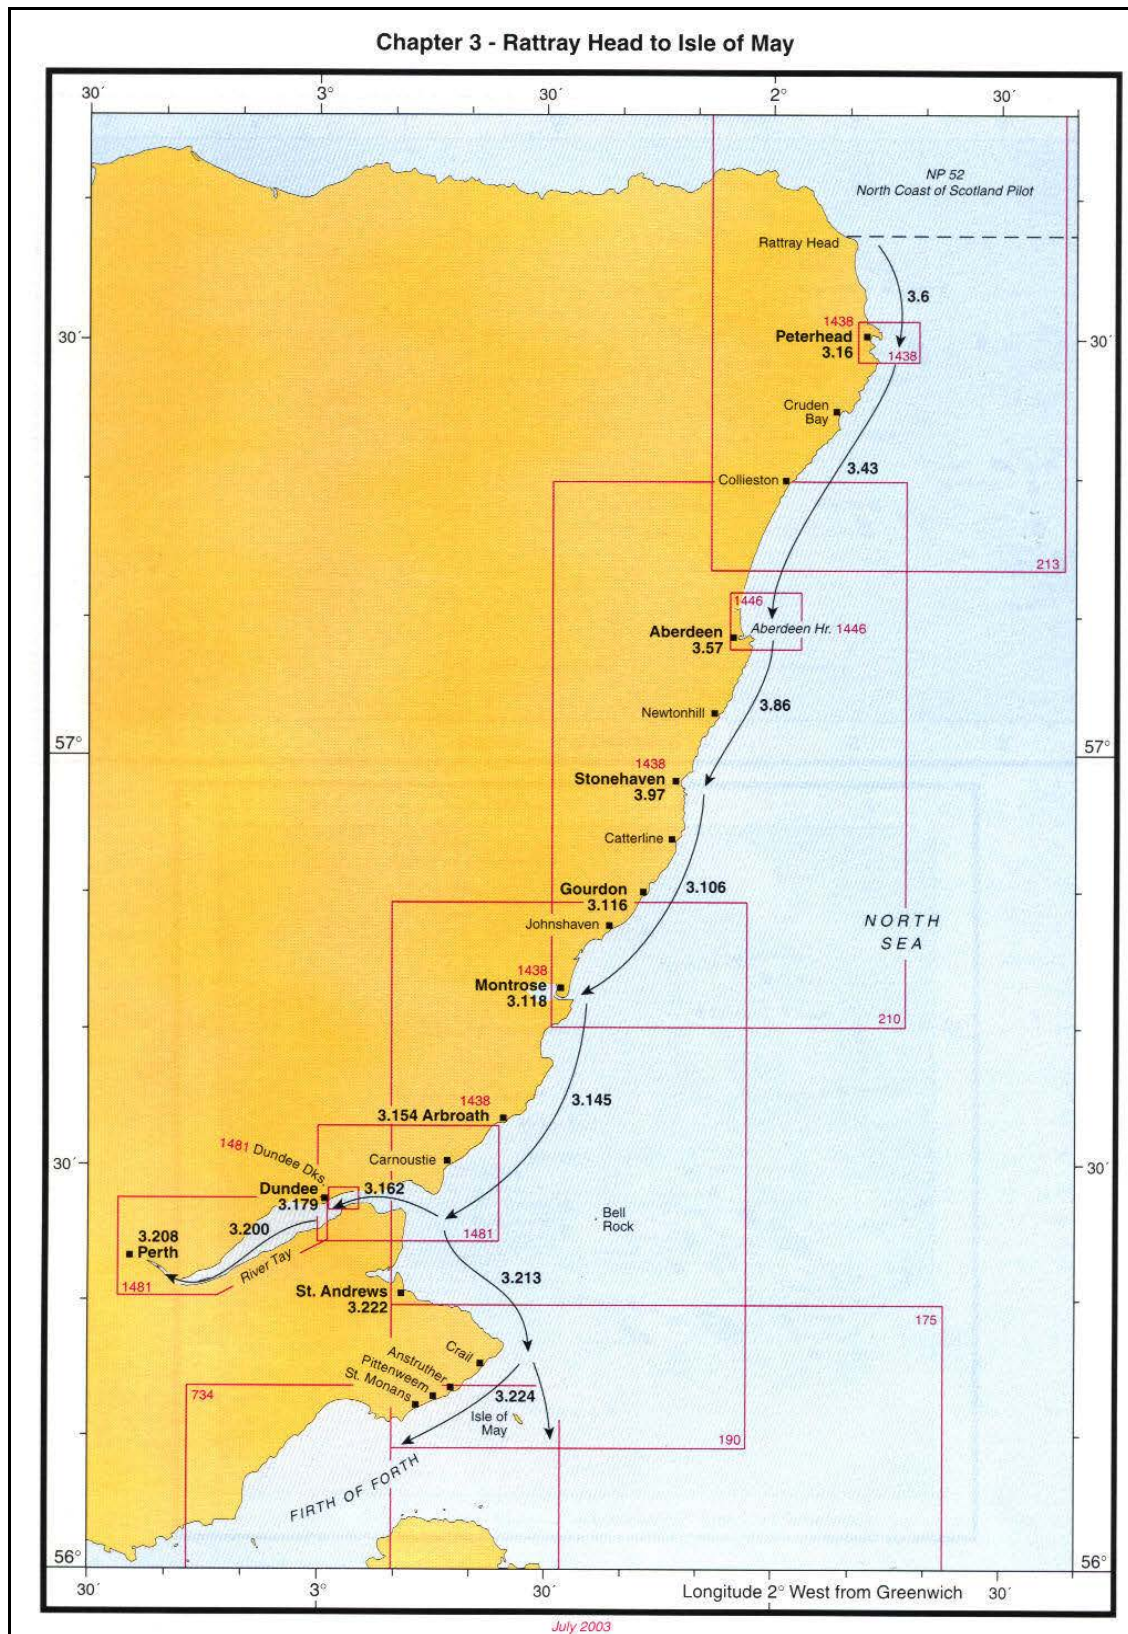 Chapter 3 - Rattray Head to Isle of May
30´ 3° 30´ 2° 30´
NP 52
North Coast of Scotland Pilot
Rattray Head
3.6
30´
1438
Peterhead
3.16
1438
30´
Cruden
Bay
3.43
Collieston
213
1446
Aberdeen
3.57
Aberdeen Hr. 1446
3.86
Newtonhill
57°
57°
1438
Stonehaven
3.97
Catterline
3.106
Gourdon
3.116
Johnshaven
NORTH
SEA
1438
Montrose
3.118
210
3.145
1438
3.154 Arbroath
1481 Dundee Dks.
Carnoustie
30´
30´
Dundee
3.179
3.162
3.200
1481
Bell
Rock
3.208
Perth
River Tay
1481
3.213
St. Andrews
3.222
175
Crail
Anstruther
Pittenweem
St. Monans
734
3.224
Isle of
May
190
FIRTH OF FORTH
56°
56°
30´ 3° 30´ Longitude 2° West from Greenwich 30´
July 2003